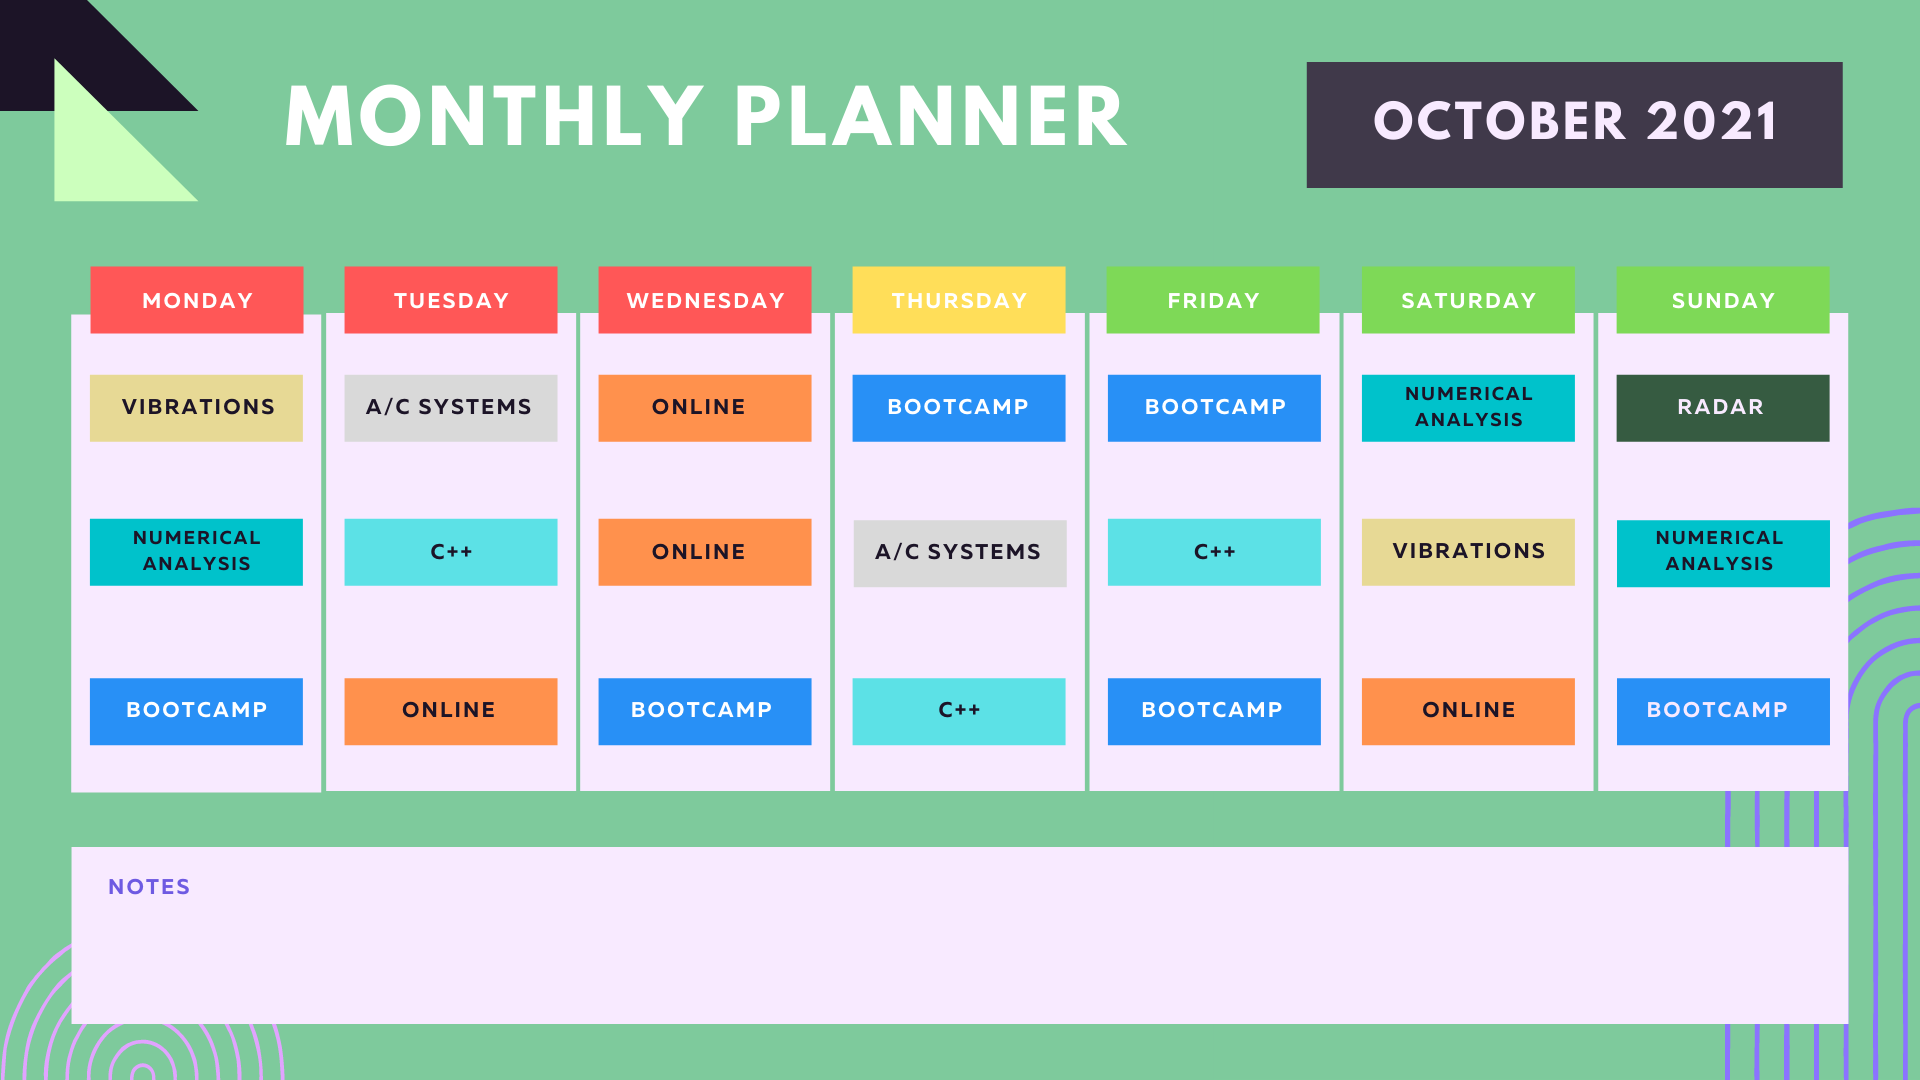 MONTHLY PLANNER
OCTOBER 2021
MONDAY
TUESDAY
WEDNESDAY
THURSDAY
FRIDAY
SATURDAY
SUNDAY
VIBRATIONS
A/C SYSTEMS
ONLINE
BOOTCAMP
BOOTCAMP
NUMERICAL
ANALYSIS
RADAR
NUMERICAL
ANALYSIS
C++
ONLINE
A/C SYSTEMS
C++
VIBRATIONS
NUMERICAL
ANALYSIS
BOOTCAMP
ONLINE
BOOTCAMP
C++
BOOTCAMP
ONLINE
BOOTCAMP
NOTES